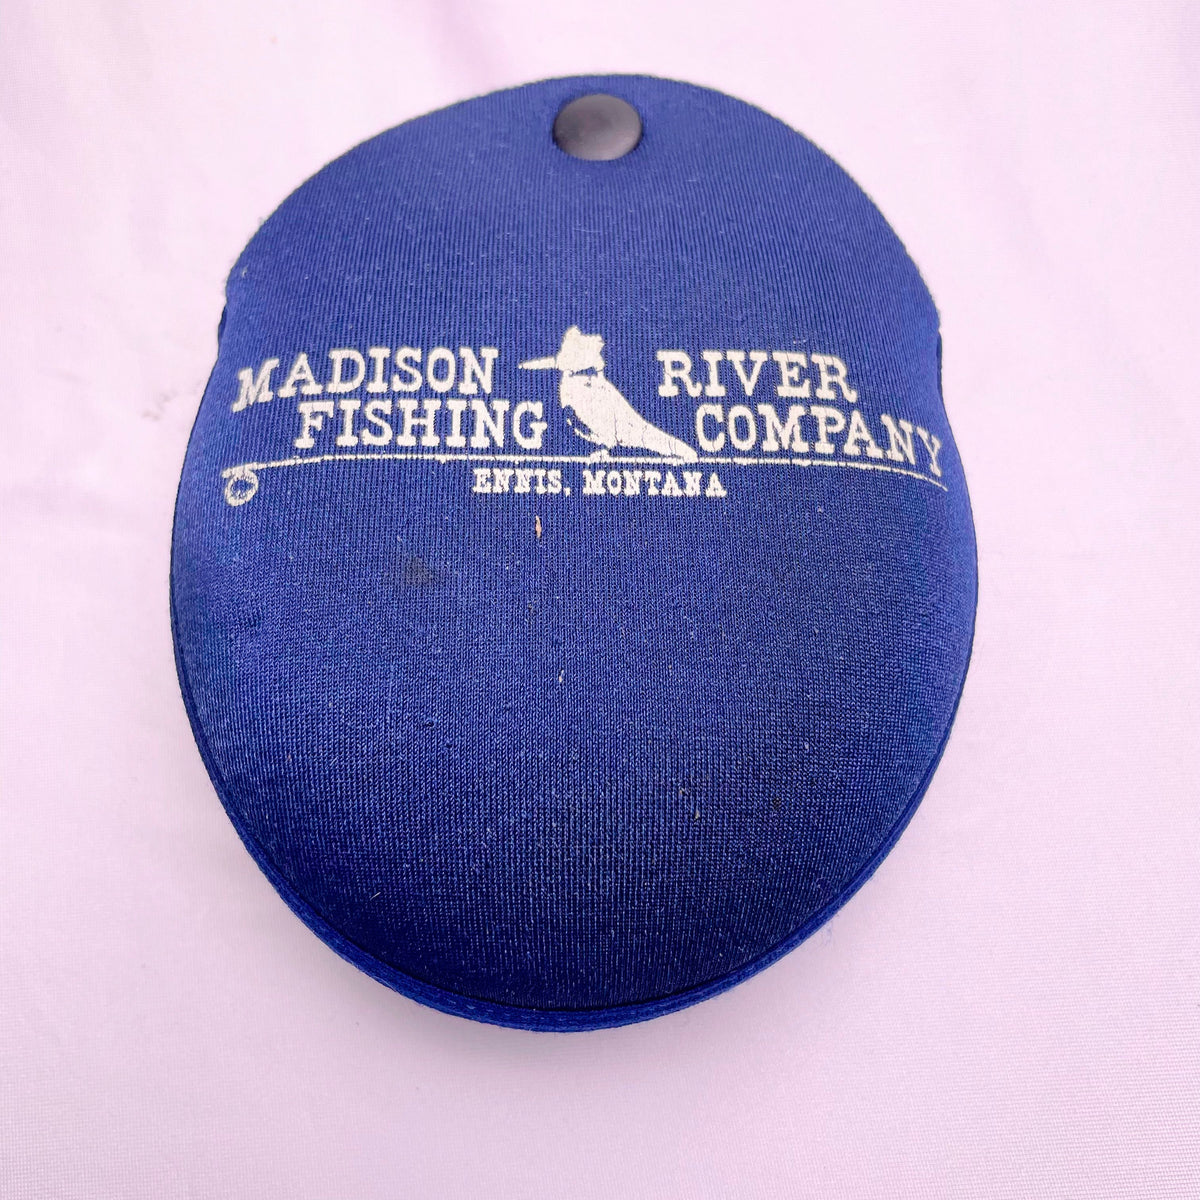 MADISON RIVER
FISHING COMPANY
ENNIS, MONTANA